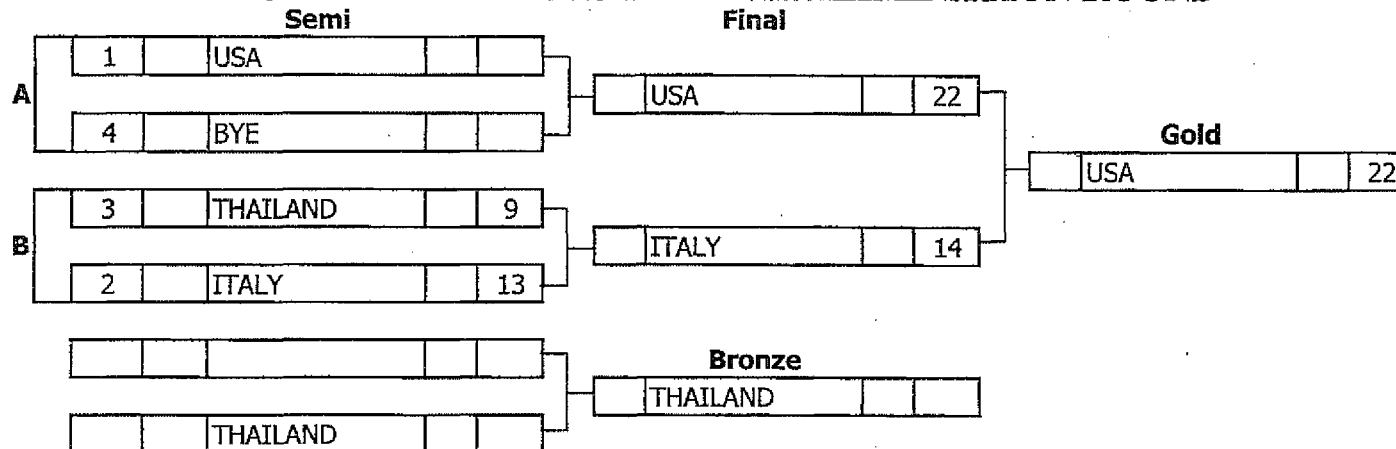 Semi Final
1 USA
A USA 22
4 BYE Gold
USA 22
3 THAILAND 9
B ITALY 14
2 ITALY 13
Bronze
THAILAND
THAILAND